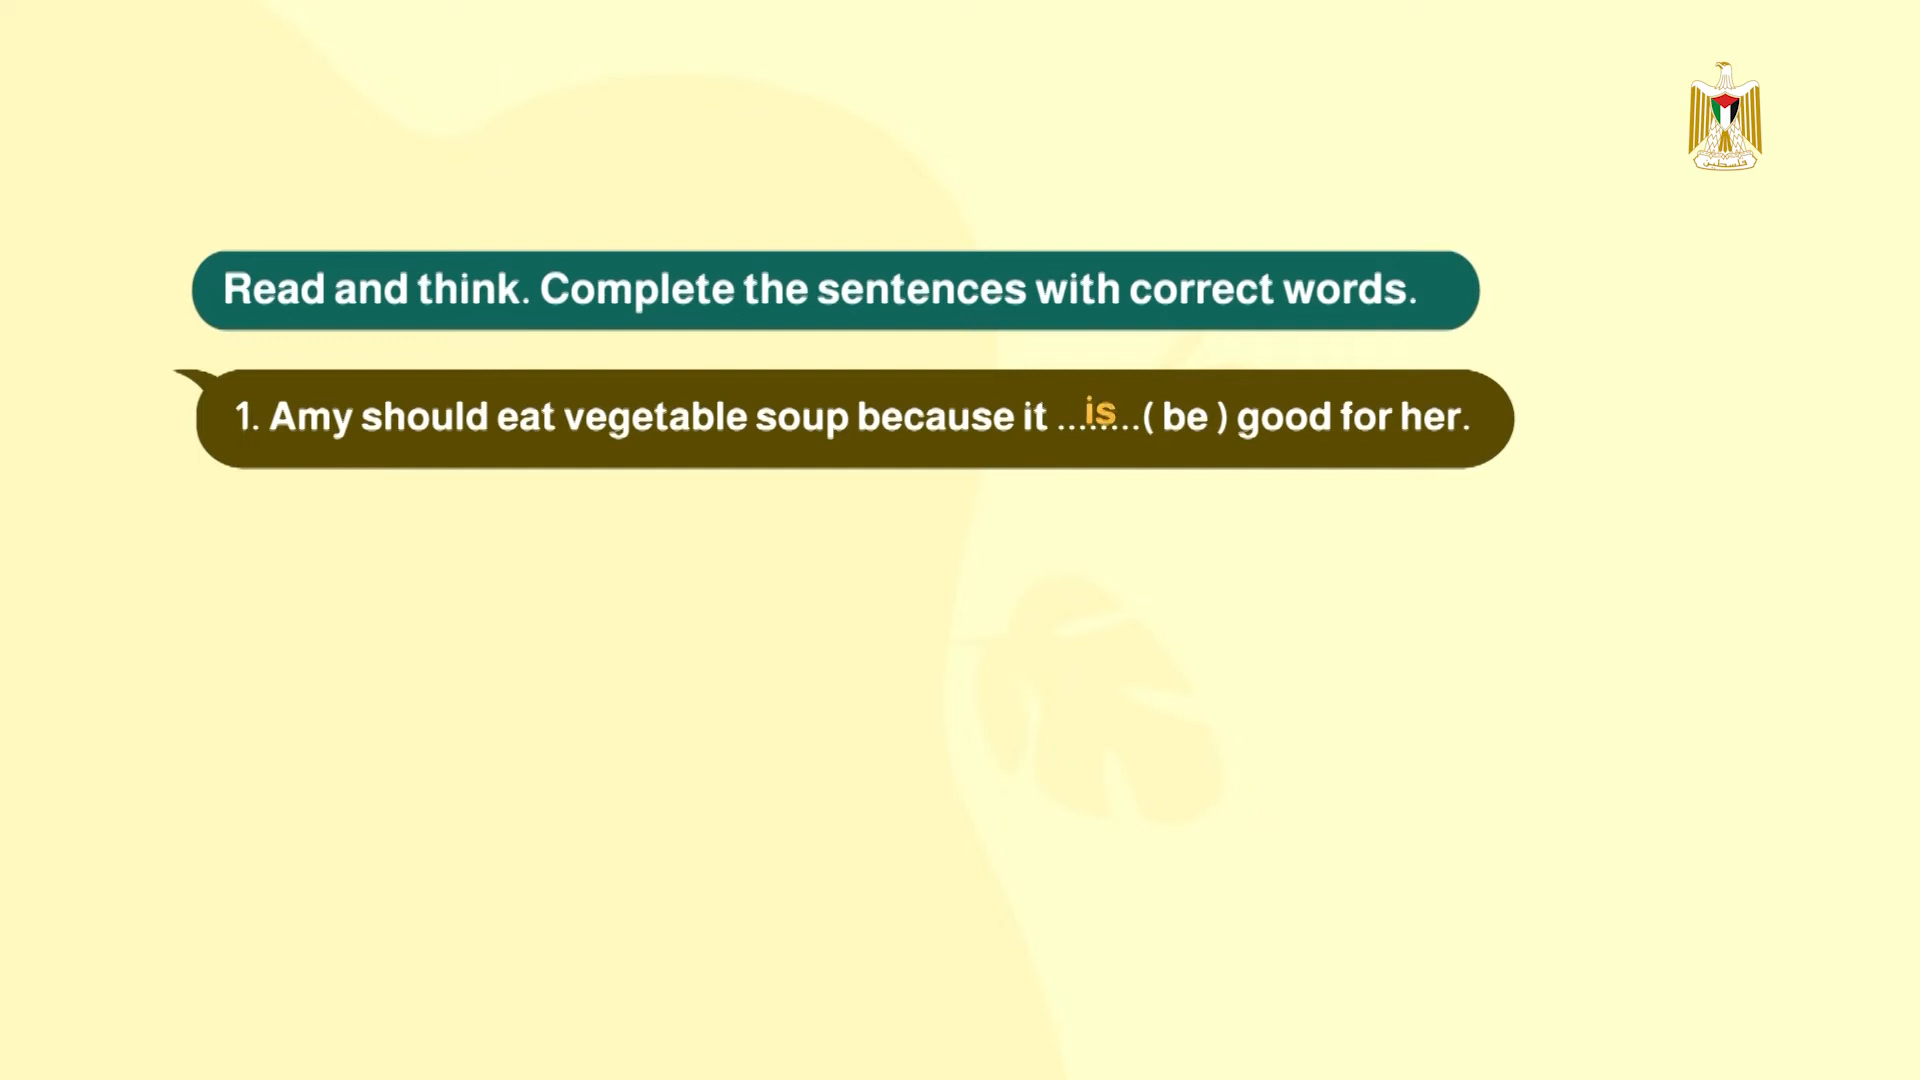 فلسطين
Read and think. Complete the sentences with correct words.
1. Amy should eat vegetable soup because it ...is...( be ) good for her.